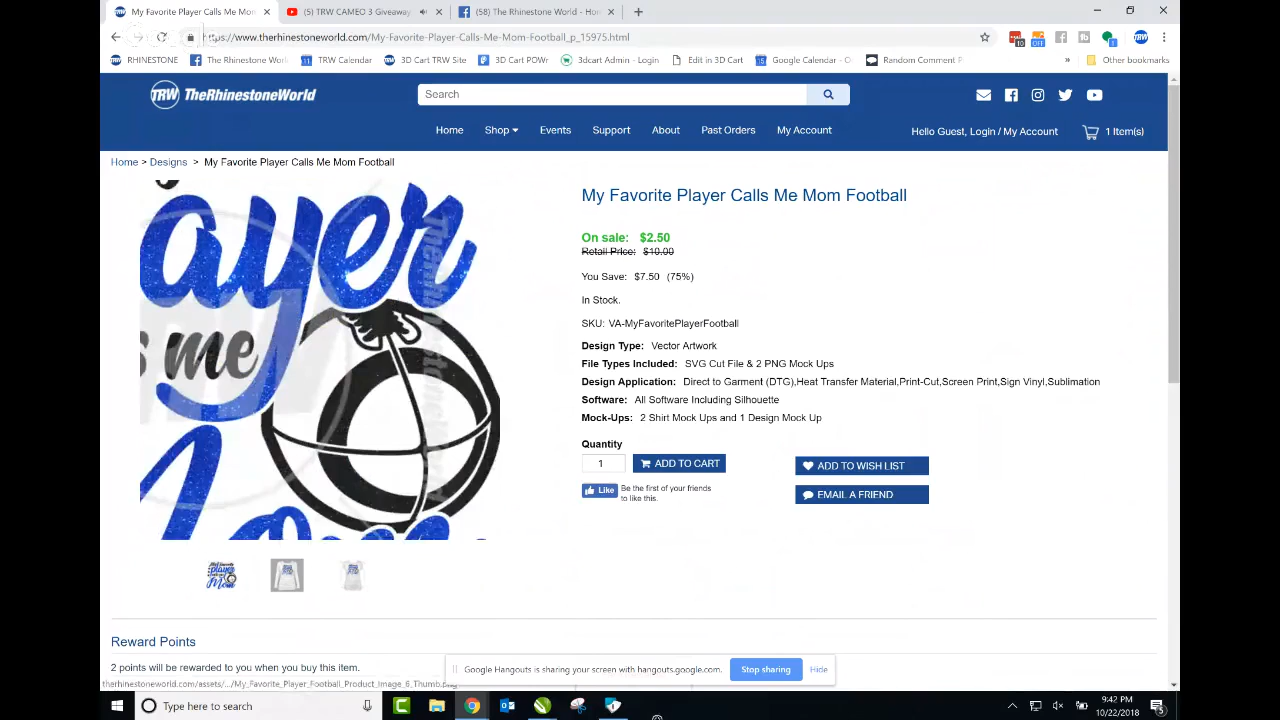 My Favorite Player Calls Me Mom
(5) TRW CAMEO 3 Giveaway
(58) The Rhinestone World - Hom
https://www.therhinestoneworld.com/My-Favorite-Player-Calls-Me-Mom-Football_p_15975.html
RHINESTONE
The Rhinestone Worl
TRW Calendar
3D Cart TRW Site
3D Cart POWr
3dcart Admin - Login
Edit in 3D Cart
Google Calendar - O
Random Comment P
»
Other bookmarks
TRW TheRhinestoneWorld
Search
Home
Shop
Events
Support
About
Past Orders
My Account
Hello Guest, Login / My Account
1 Item(s)
Home > Designs > My Favorite Player Calls Me Mom Football
My Favorite Player Calls Me Mom Football
On sale: $2.50
Retail Price: $10.00
You Save: $7.50 (75%)
In Stock.
SKU: VA-MyFavoritePlayerFootball
Design Type: Vector Artwork
File Types Included: SVG Cut File & 2 PNG Mock Ups
Design Application: Direct to Garment (DTG),Heat Transfer Material,Print-Cut,Screen Print,Sign Vinyl,Sublimation
Software: All Software Including Silhouette
Mock-Ups: 2 Shirt Mock Ups and 1 Design Mock Up
Quantity
1
ADD TO CART
ADD TO WISH LIST
Like
Be the first of your friends
to like this.
EMAIL A FRIEND
ayer
s me
Reward Points
2 points will be rewarded to you when you buy this item.
Google Hangouts is sharing your screen with hangouts.google.com.
Stop sharing
Hide
therhinestoneworld.com/assets/.../My_Favorite_Player_Football_Product_Image_6_Thumb.png
Type here to search
9:42 PM
10/22/2018